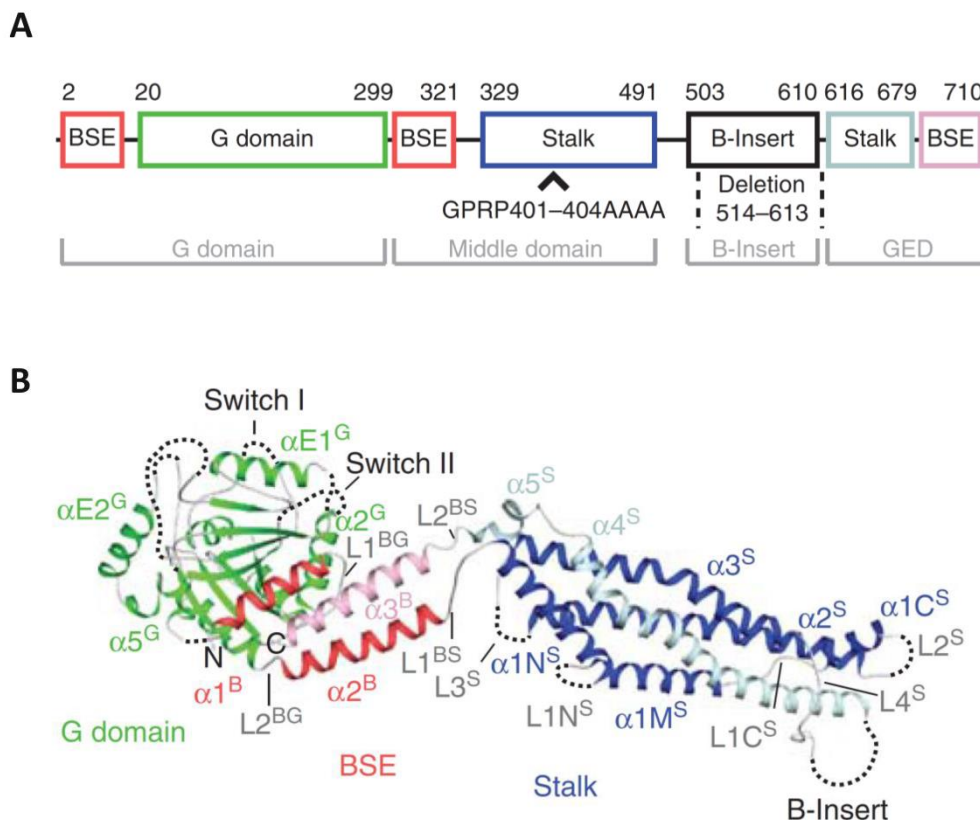 A
2 20 299 321 329 491 503 610 616 679 710
BSE G domain BSE Stalk B-Insert Stalk BSE
Deletion
GPRP401–404AAAA 514–613
G domain Middle domain B-Insert GED
B
Switch I
αE1ᴳ
Switch II
αE2ᴳ
α2ᴳ
L1ᴮᴳ
L2ᴮˢ
α5ˢ
α4ˢ
α3ˢ
α2ˢ
α1Cˢ
L2ˢ
α5ᴳ
N
C
α3ᴮ
α1ᴮ
α2ᴮ
L2ᴮᴳ
L1ᴮˢ
L3ˢ
α1Nˢ
L1Nˢ
α1Mˢ
L1Cˢ
L4ˢ
G domain
BSE
Stalk
B-Insert